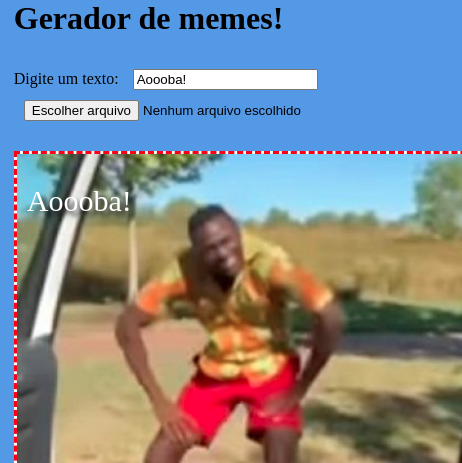 Gerador de memes!
Digite um texto: Aoooba!
Escolher arquivo Nenhum arquivo escolhido
Aoooba!